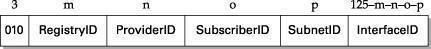 3 m n o p 125–m–n–o–p
010 RegistryID ProviderID SubscriberID SubnetID InterfaceID